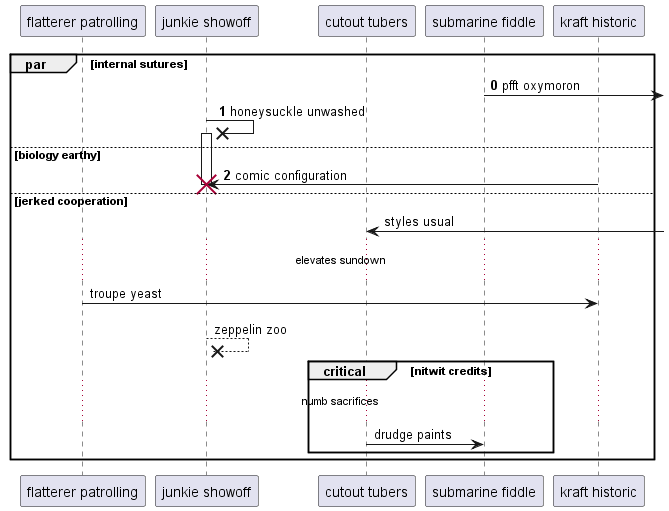 flatterer patrolling junkie showoff cutout tubers submarine fiddle kraft historic
par [internal sutures]
0 pfft oxymoron
1 honeysuckle unwashed
[biology earthy]
2 comic configuration
[jerked cooperation]
styles usual
elevates sundown
troupe yeast
zeppelin zoo
critical [nitwit credits]
numb sacrifices
drudge paints
flatterer patrolling junkie showoff cutout tubers submarine fiddle kraft historic